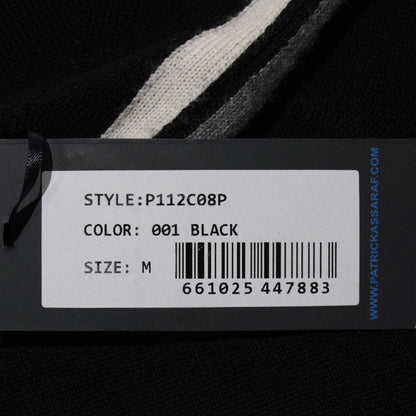 STYLE:P112C08P
COLOR: 001 BLACK
SIZE: M
661025 447883
WWW.PATRICKASSARAF.COM